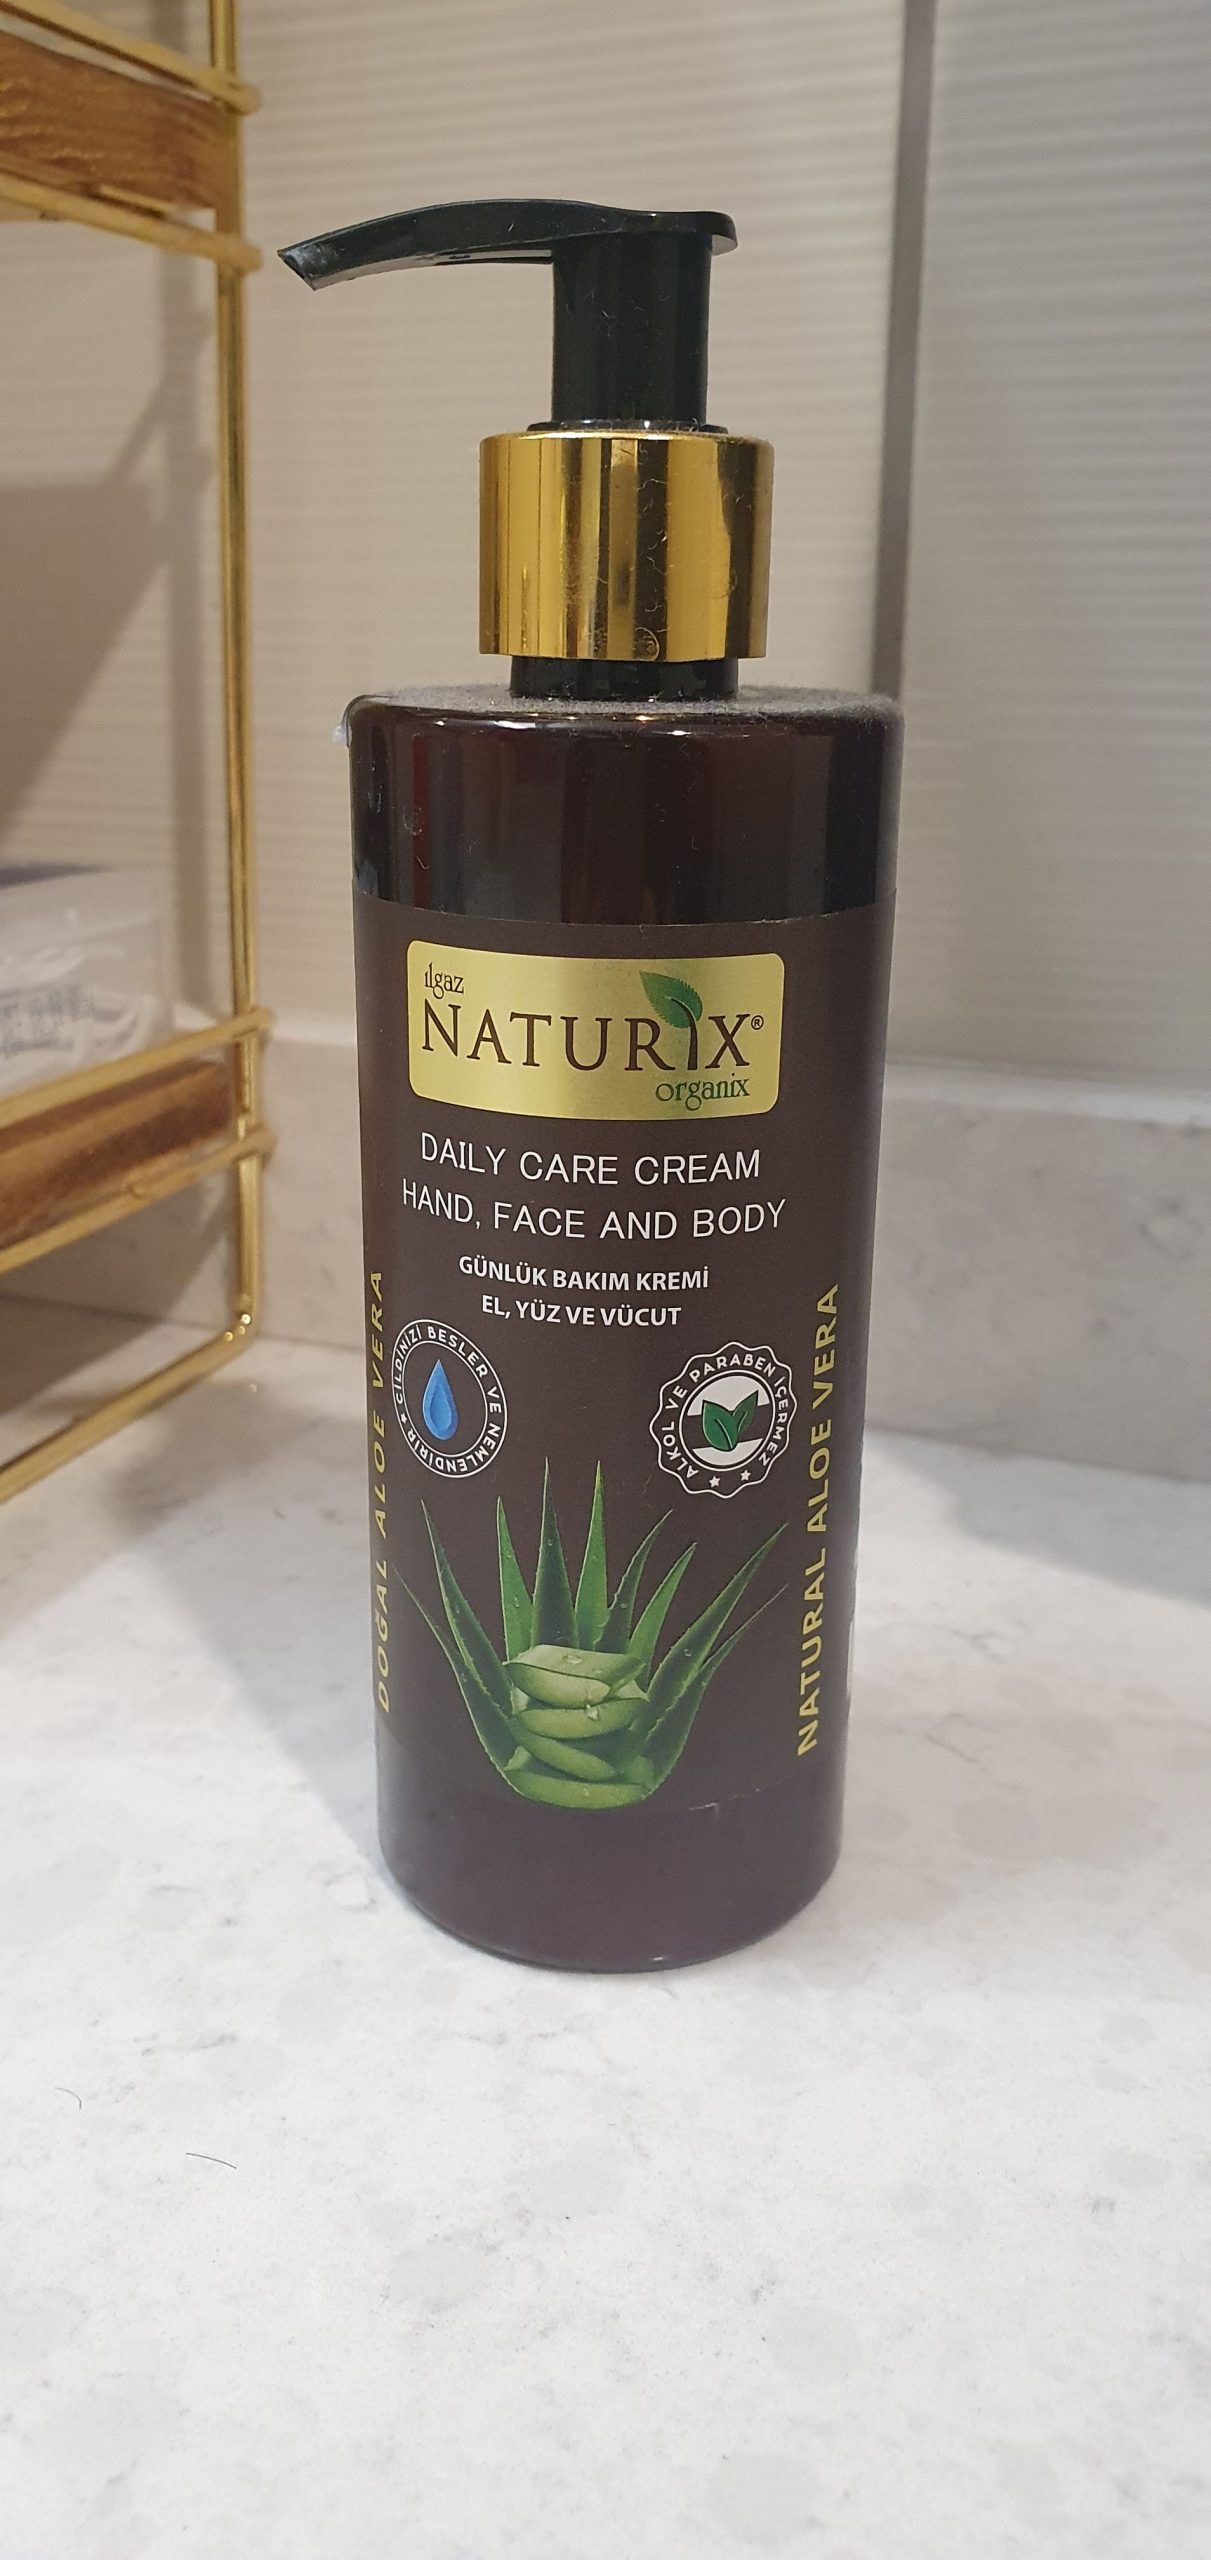 ilgaz
NATURIX®
organix
DAILY CARE CREAM
HAND, FACE AND BODY
GÜNLÜK BAKIM KREMİ
EL, YÜZ VE VÜCUT
CİLDİNİZİ BESLER VE NEMLENDİRİR
ALKOL VE PARABEN İÇERMEZ
DOĞAL ALOE VERA
NATURAL ALOE VERA